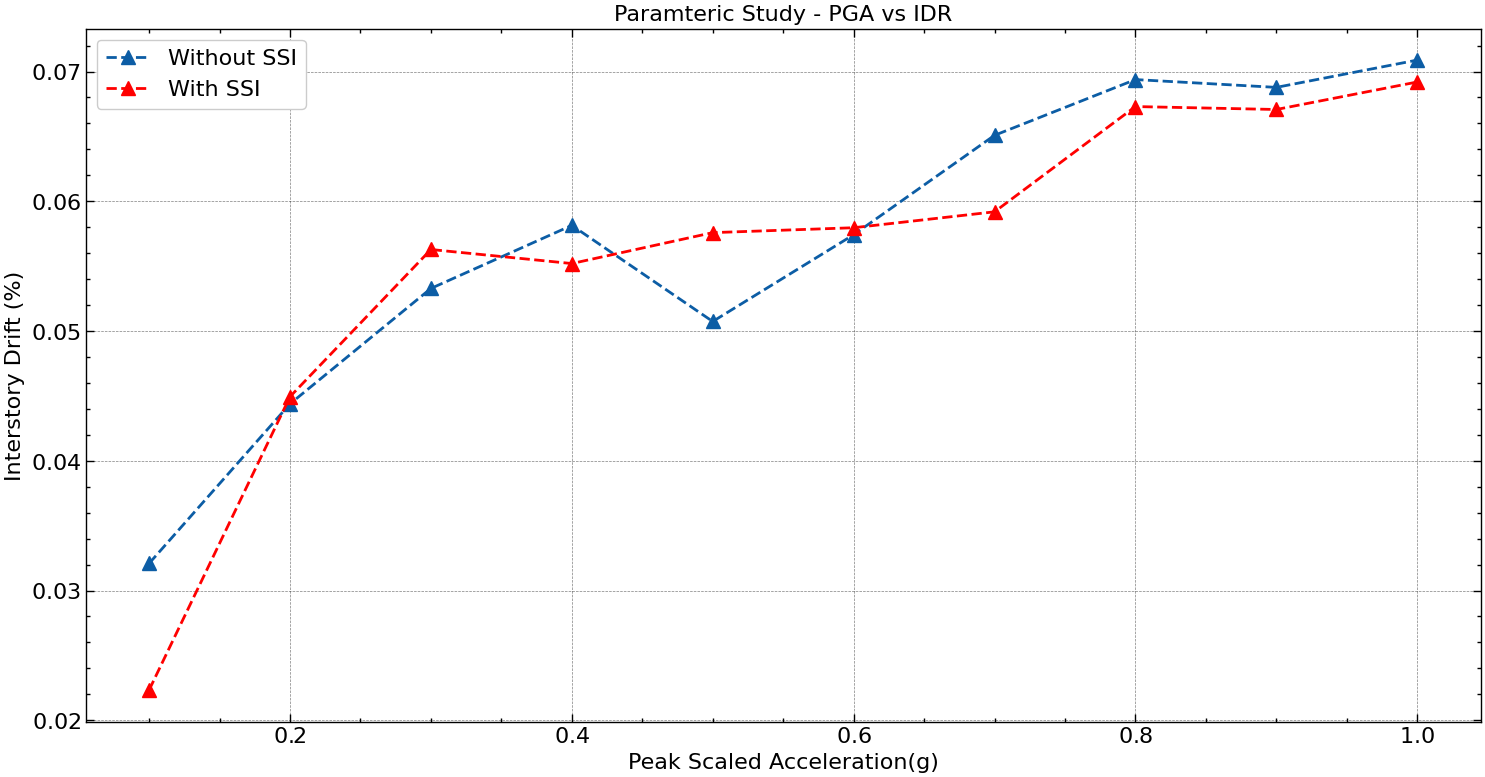 Paramteric Study - PGA vs IDR
Without SSI
With SSI
0.07
0.06
0.05
0.04
0.03
0.02
Interstory Drift (%)
0.2 0.4 0.6 0.8 1.0
Peak Scaled Acceleration(g)